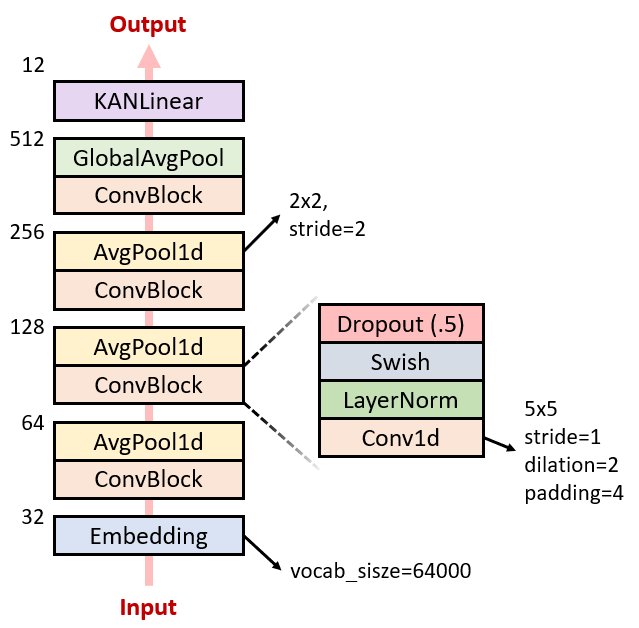 Output
12
KANLinear
512
GlobalAvgPool
ConvBlock
256
AvgPool1d
ConvBlock
2x2,
stride=2
128
AvgPool1d
ConvBlock
Dropout (.5)
Swish
LayerNorm
Conv1d
5x5
stride=1
dilation=2
padding=4
64
AvgPool1d
ConvBlock
32
Embedding
vocab_sisze=64000
Input